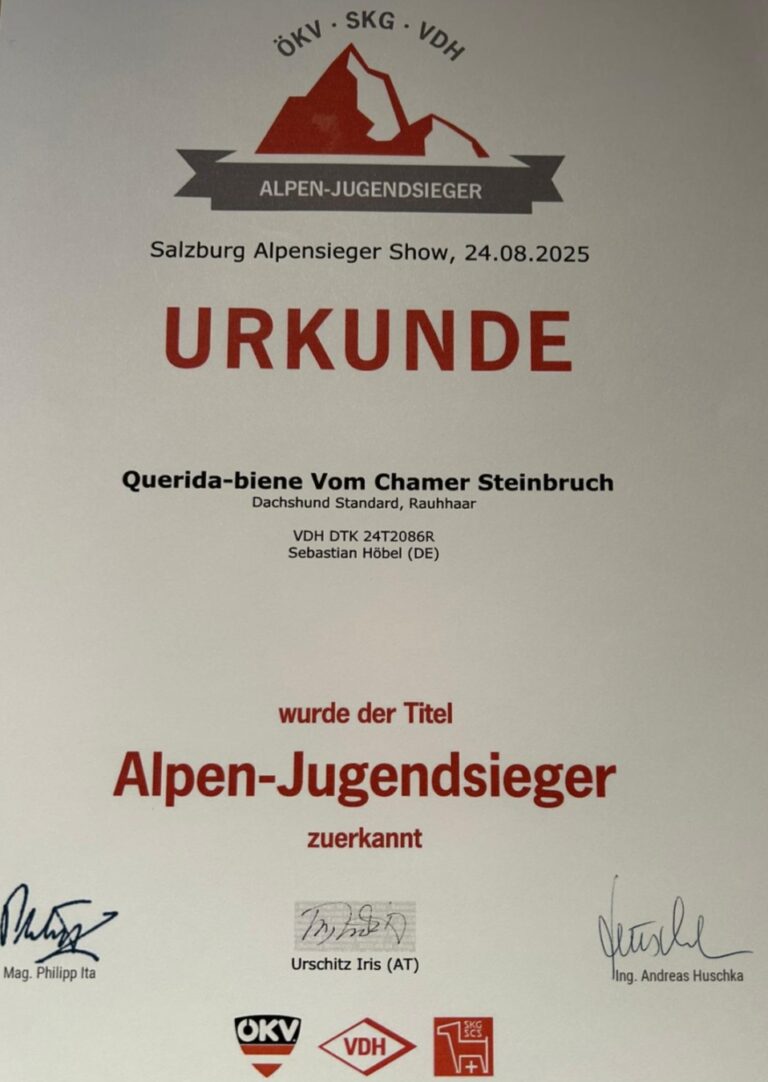 ÖKV · SKG · VDH
ALPEN-JUGENDSIEGER
Salzburg Alpensieger Show, 24.08.2025
URKUNDE
Querida-biene Vom Chamer Steinbruch
Dachshund Standard, Rauhhaar
VDH DTK 24T2086R
Sebastian Höbel (DE)
wurde der Titel
Alpen-Jugendsieger
zuerkannt
Mag. Philipp Ita
Urschitz Iris (AT)
Ing. Andreas Huschka
ÖKV
VDH
SKG
SCS